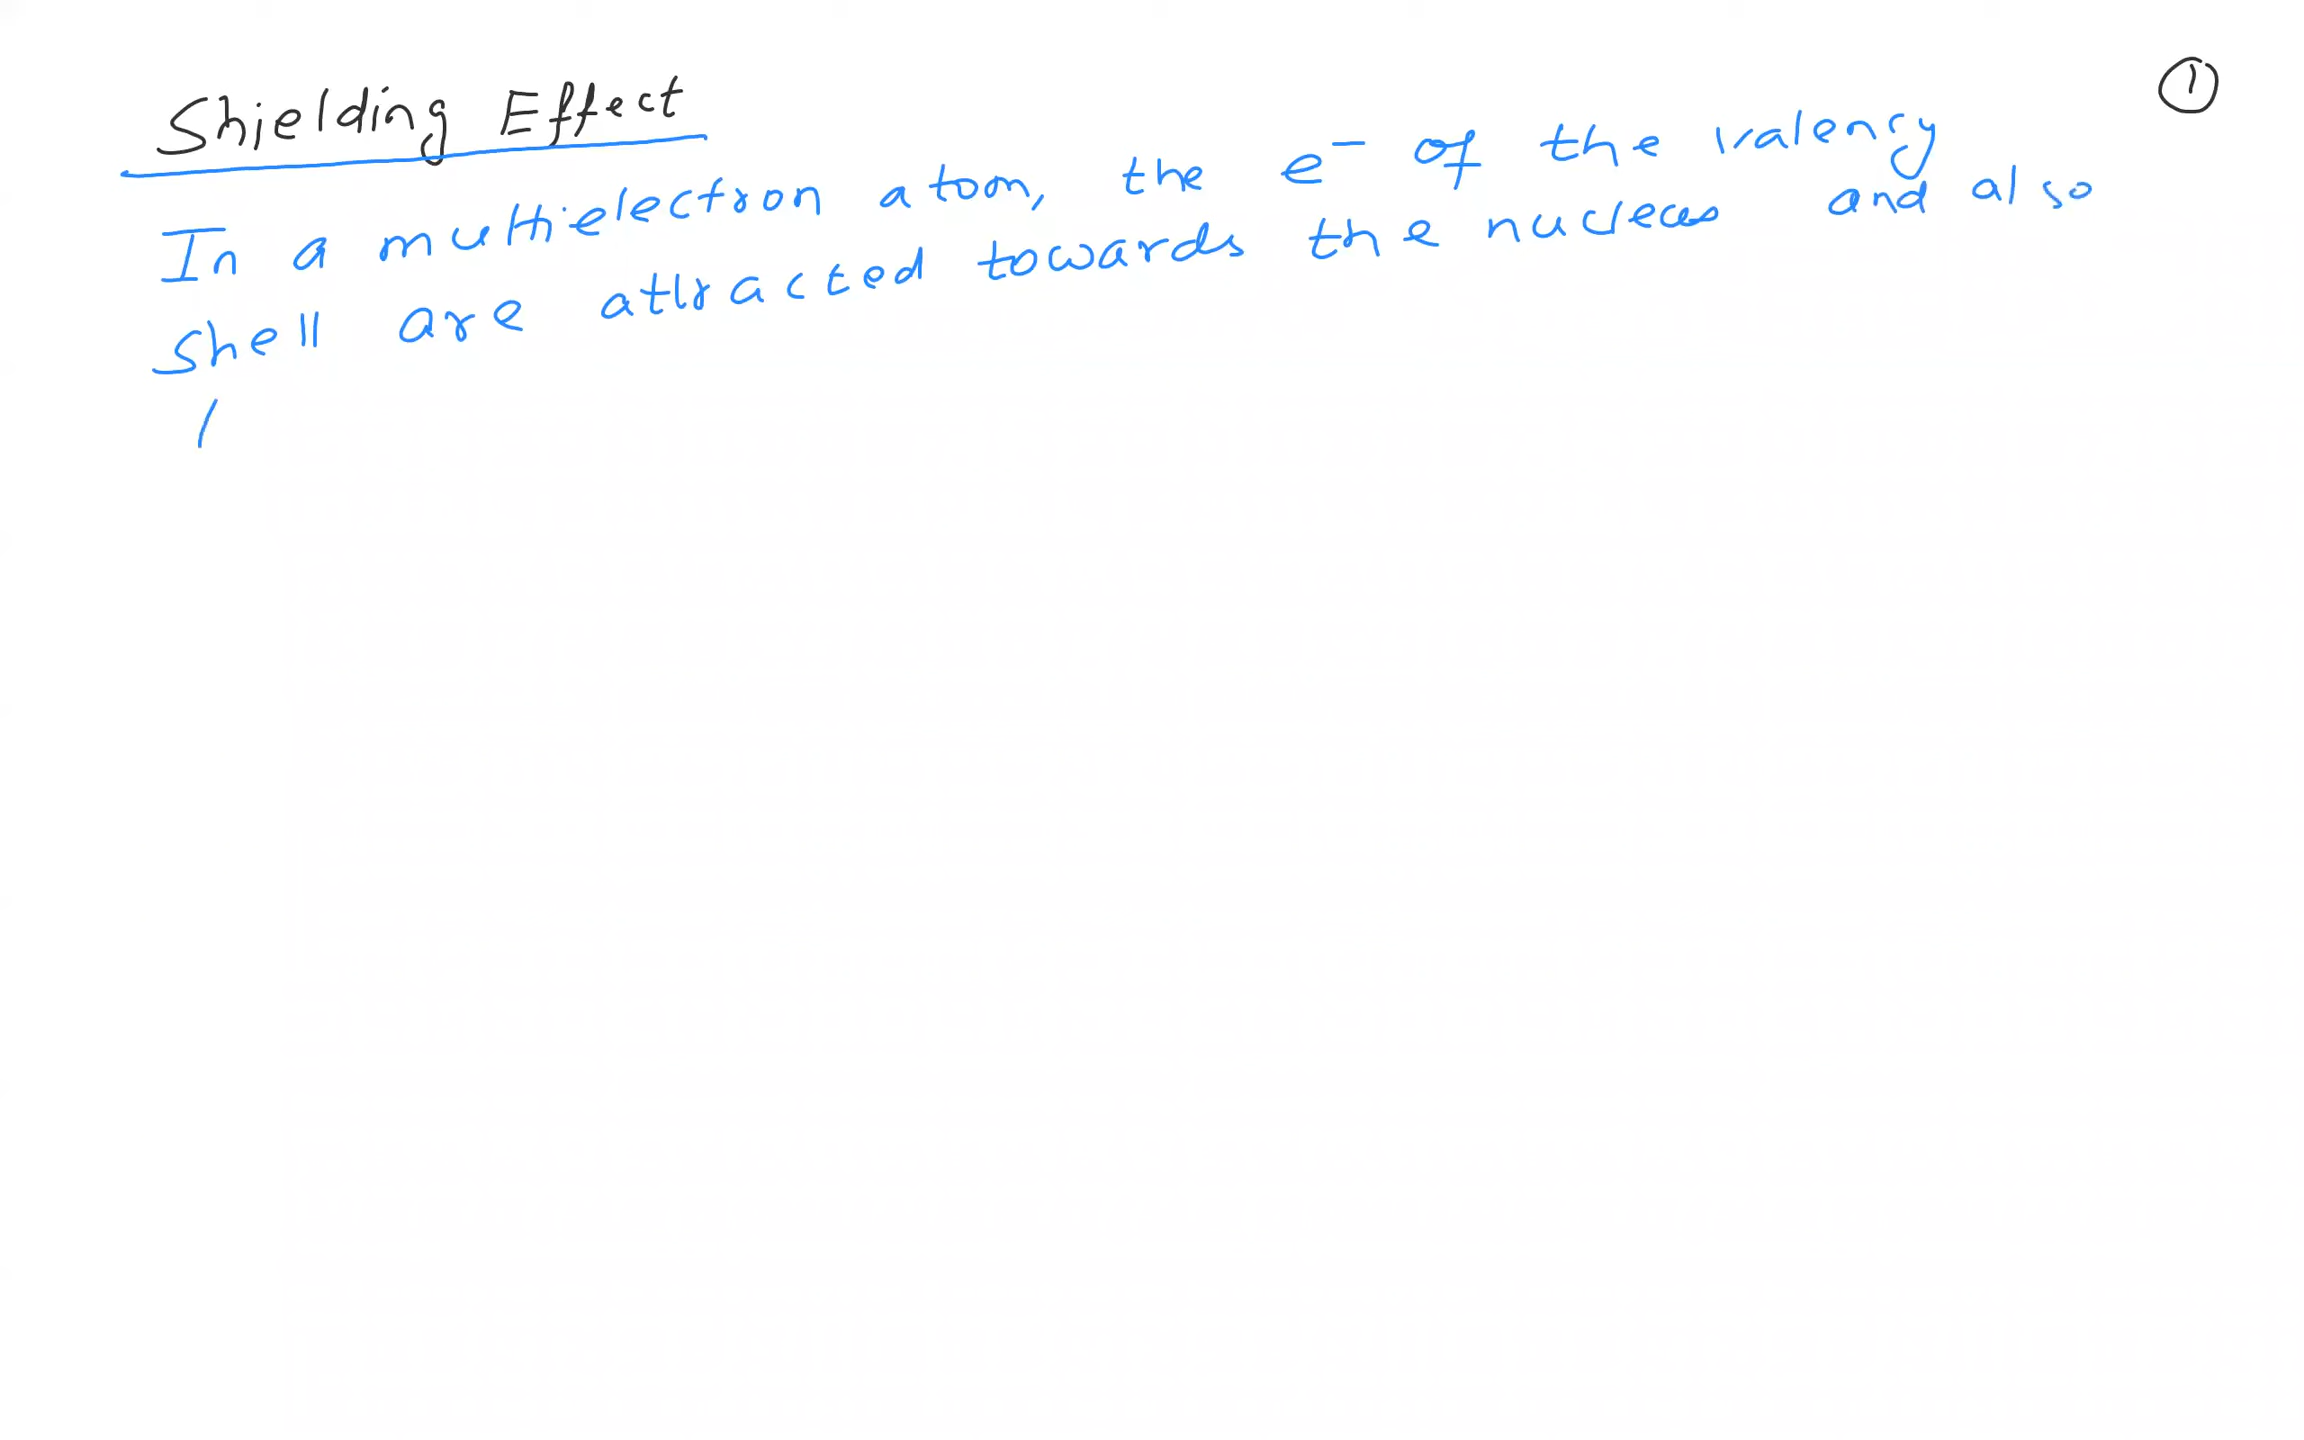 Shielding Effect
①
In a multielectron atom, the e⁻ of the valency
shell are attracted towards the nucleus and also